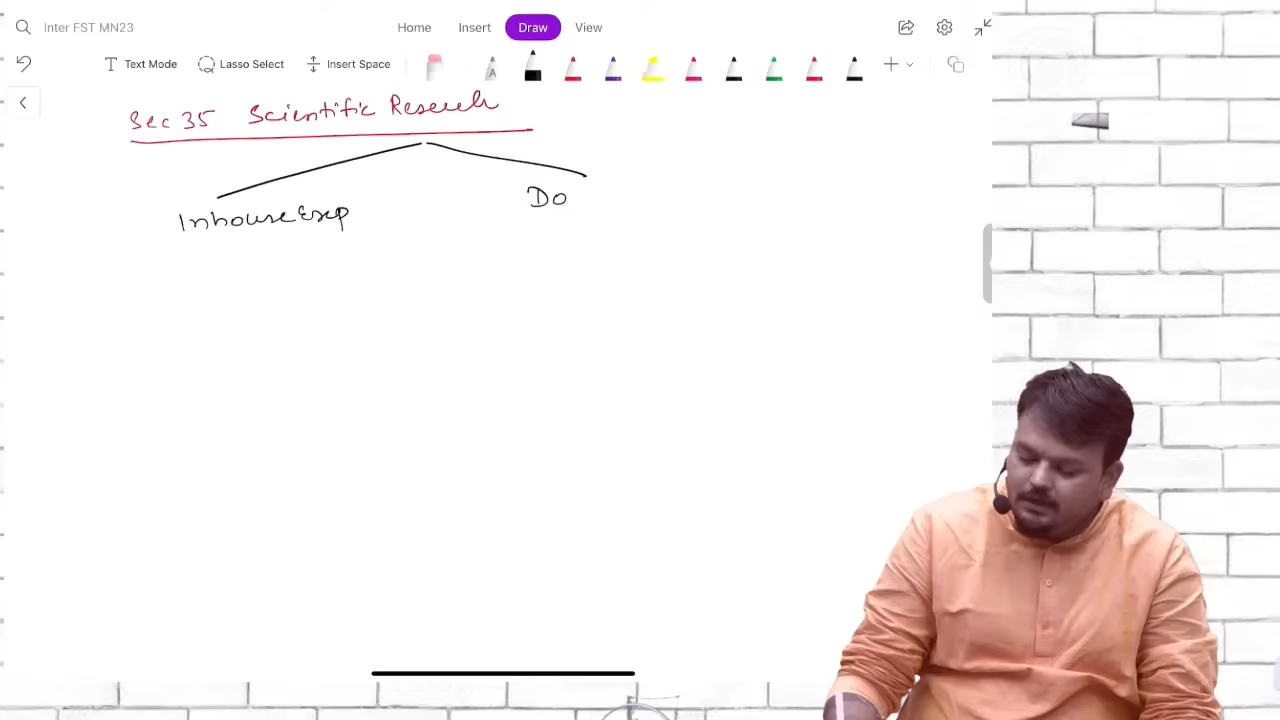 Inter FST MN23
Home Insert Draw View
Text Mode Lasso Select Insert Space
Sec 35 Scientific Research
Inhouse Exp
Do